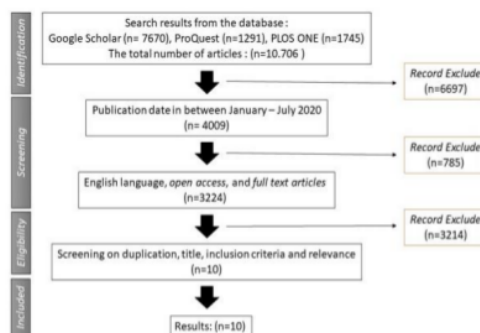 Identification
Search results from the database :
Google Scholar (n= 7670), ProQuest (n=1291), PLOS ONE (n=1745)
The total number of articles : (n=10.706 )
Record Exclude
(n=6697)
Screening
Publication date in between January – July 2020
(n= 4009)
Record Exclude
(n=785)
English language, open access, and full text articles
(n=3224)
Record Exclude
(n=3214)
Eligibility
Screening on duplication, title, inclusion criteria and relevance
(n=10)
Included
Results: (n=10)